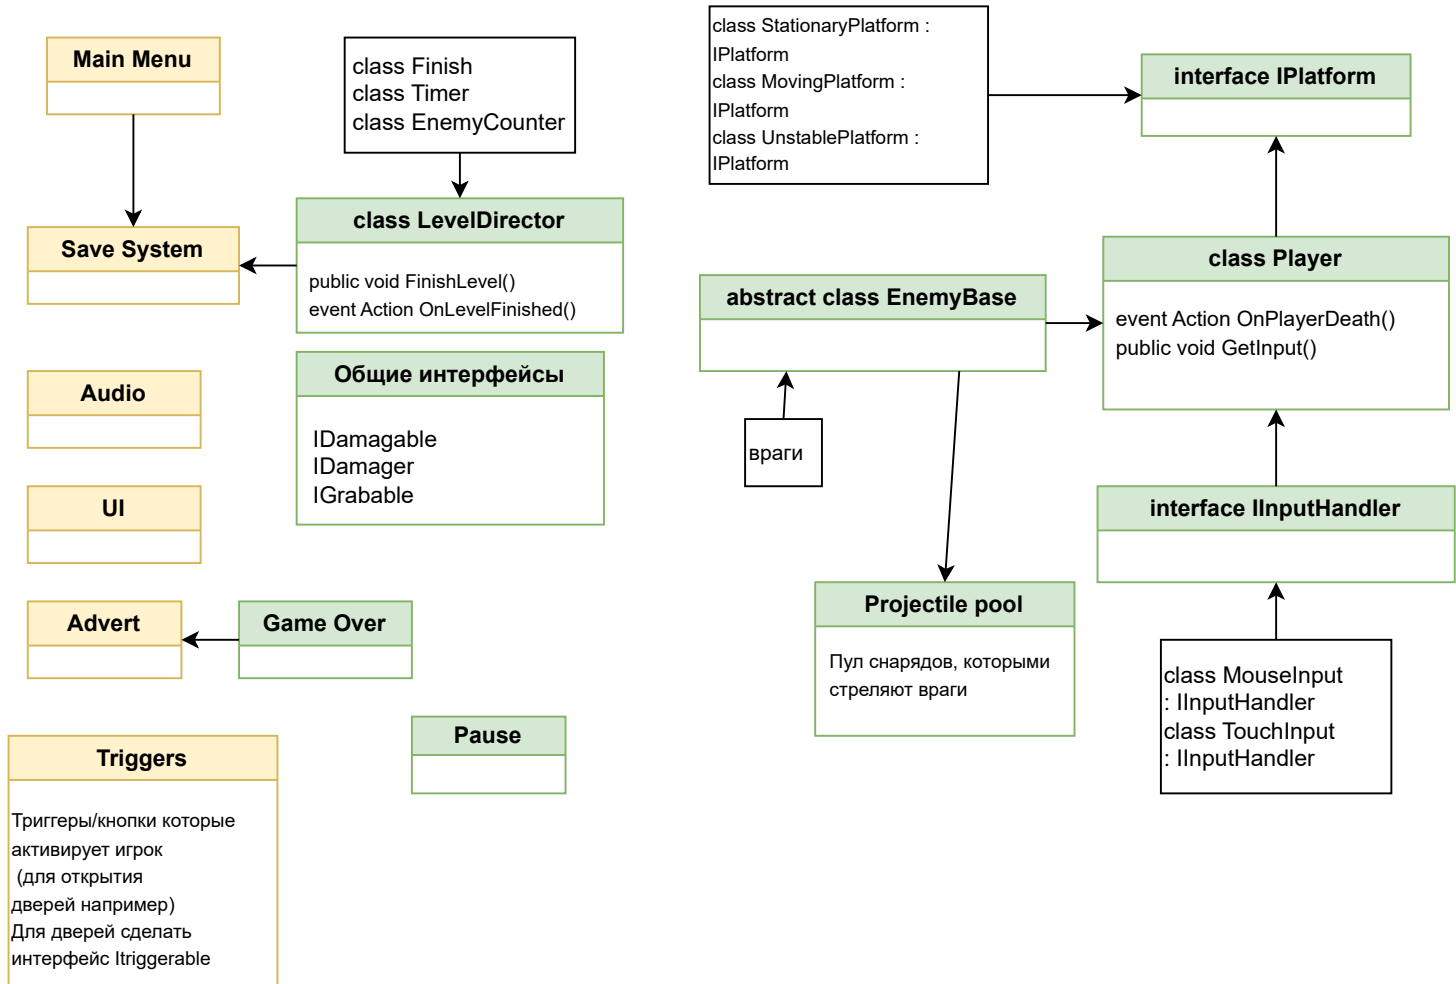 Main Menu
class Finish
class Timer
class EnemyCounter
class StationaryPlatform :
IPlatform
class MovingPlatform :
IPlatform
class UnstablePlatform :
IPlatform
interface IPlatform
Save System
class LevelDirector
public void FinishLevel()
event Action OnLevelFinished()
abstract class EnemyBase
class Player
event Action OnPlayerDeath()
public void GetInput()
Audio
Общие интерфейсы
IDamagable
IDamager
IGrabable
враги
UI
interface IInputHandler
Advert
Game Over
Projectile pool
Пул снарядов, которыми
стреляют враги
class MouseInput
: IInputHandler
class TouchInput
: IInputHandler
Pause
Triggers
Триггеры/кнопки которые
активирует игрок
(для открытия
дверей например)
Для дверей сделать
интерфейс Itriggerable